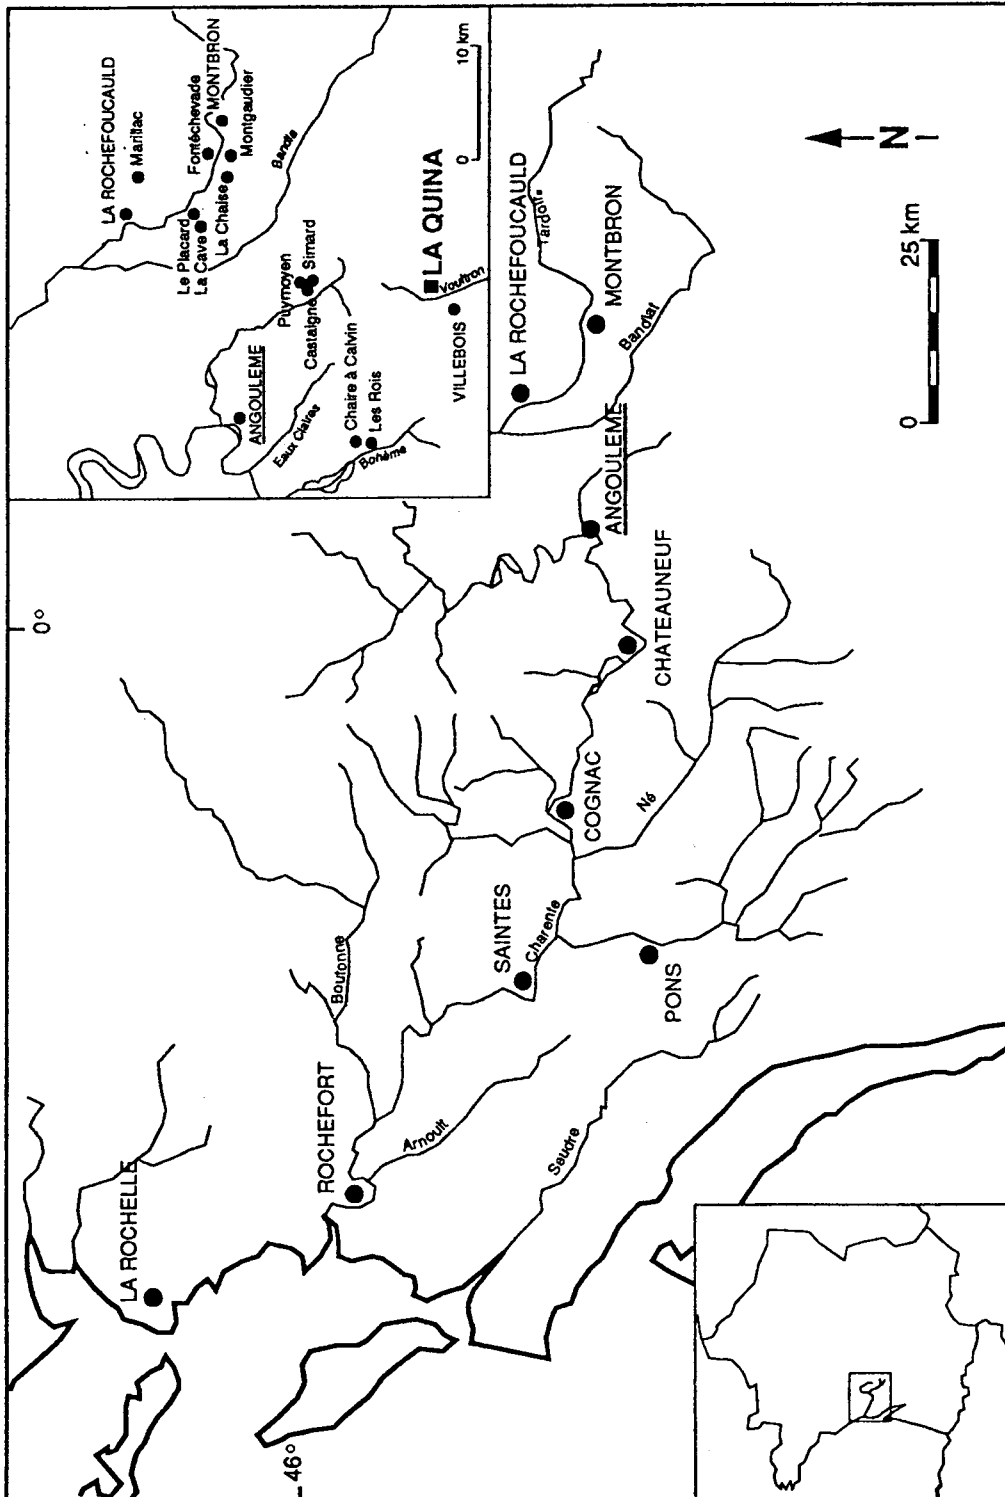 LA ROCHEFOUCAULD
Marillac
Fontéchevade
MONTBRON
Montgaudier
La Chaise
Le Placard
La Cave
Bandia
10 km
0
Puymoyen
Simard
Castaigne
ANGOULEME
Eaux Claires
Chaire à Calvin
Les Rois
Bohème
LA QUINA
Voultron
VILLEBOIS
0°
46°
LA ROCHELLE
ROCHEFORT
Boutonne
Arnoult
Seudre
SAINTES
Charente
PONS
COGNAC
Né
CHATEAUNEUF
ANGOULEME
LA ROCHEFOUCAULD
Tardoire
MONTBRON
Bandiat
N
0
25 km